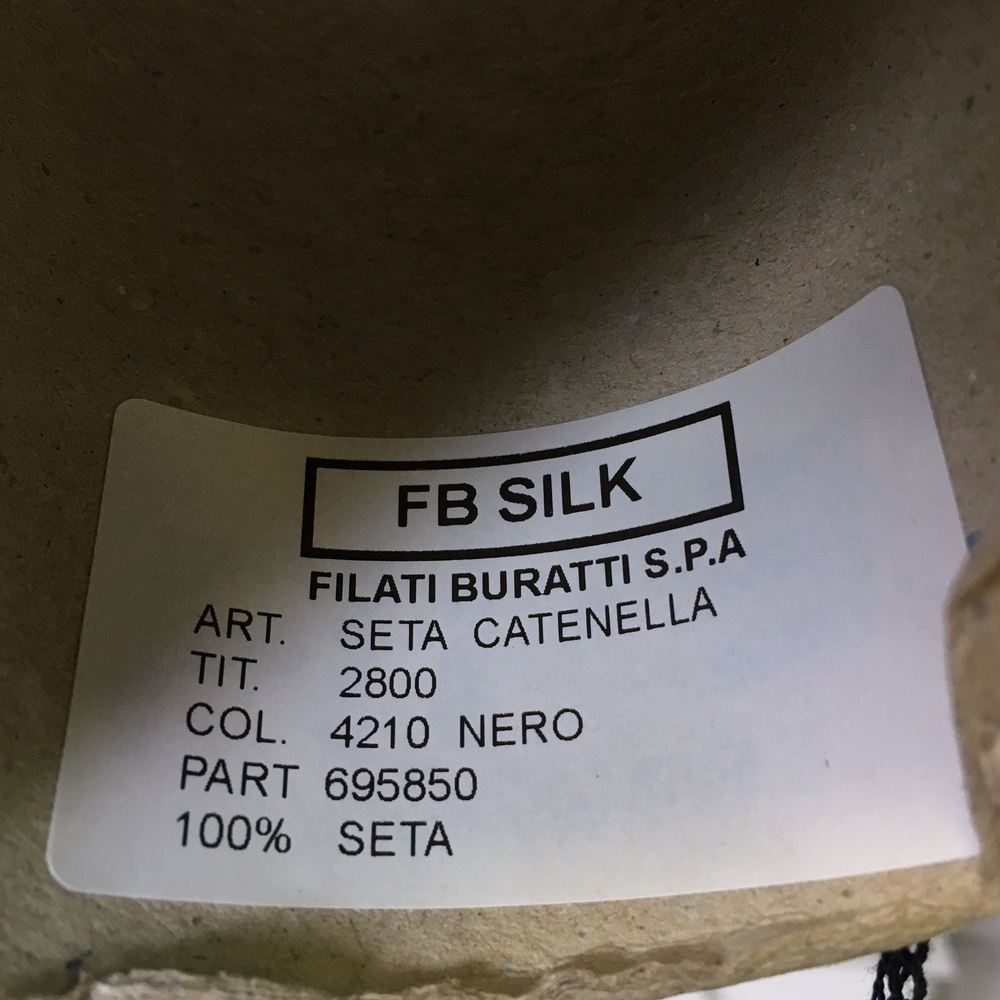 FB SILK
FILATI BURATTI S.P.A
ART. SETA CATENELLA
TIT. 2800
COL. 4210 NERO
PART 695850
100% SETA